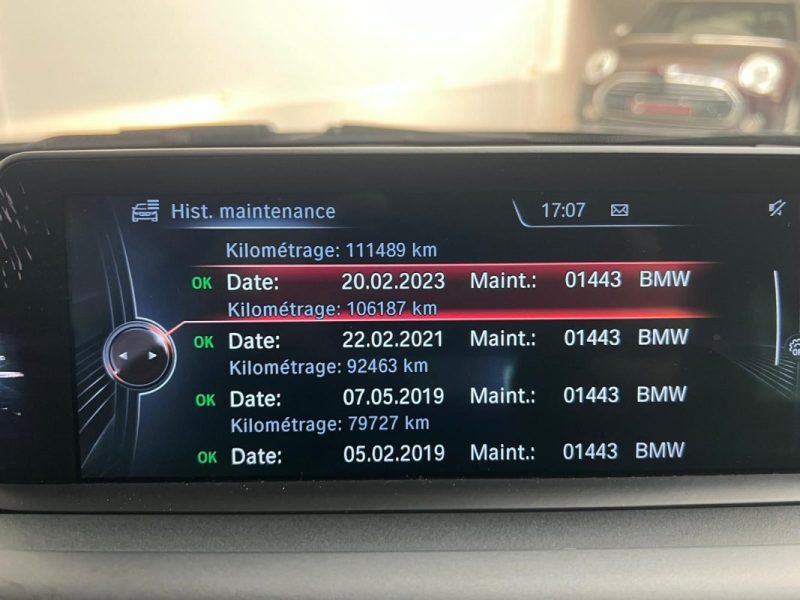 Hist. maintenance 17:07
Kilométrage: 111489 km
OK Date: 20.02.2023 Maint.: 01443 BMW
Kilométrage: 106187 km
OK Date: 22.02.2021 Maint.: 01443 BMW
Kilométrage: 92463 km
OK Date: 07.05.2019 Maint.: 01443 BMW
Kilométrage: 79727 km
OK Date: 05.02.2019 Maint.: 01443 BMW